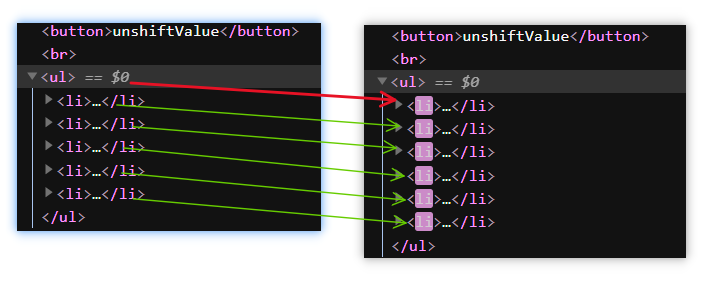 <button>unshiftValue</button>
<br>
<ul> == $0
<li>…</li>
<li>…</li>
<li>…</li>
<li>…</li>
<li>…</li>
</ul>
<button>unshiftValue</button>
<br>
<ul> == $0
<li>…</li>
<li>…</li>
<li>…</li>
<li>…</li>
<li>…</li>
<li>…</li>
</ul>